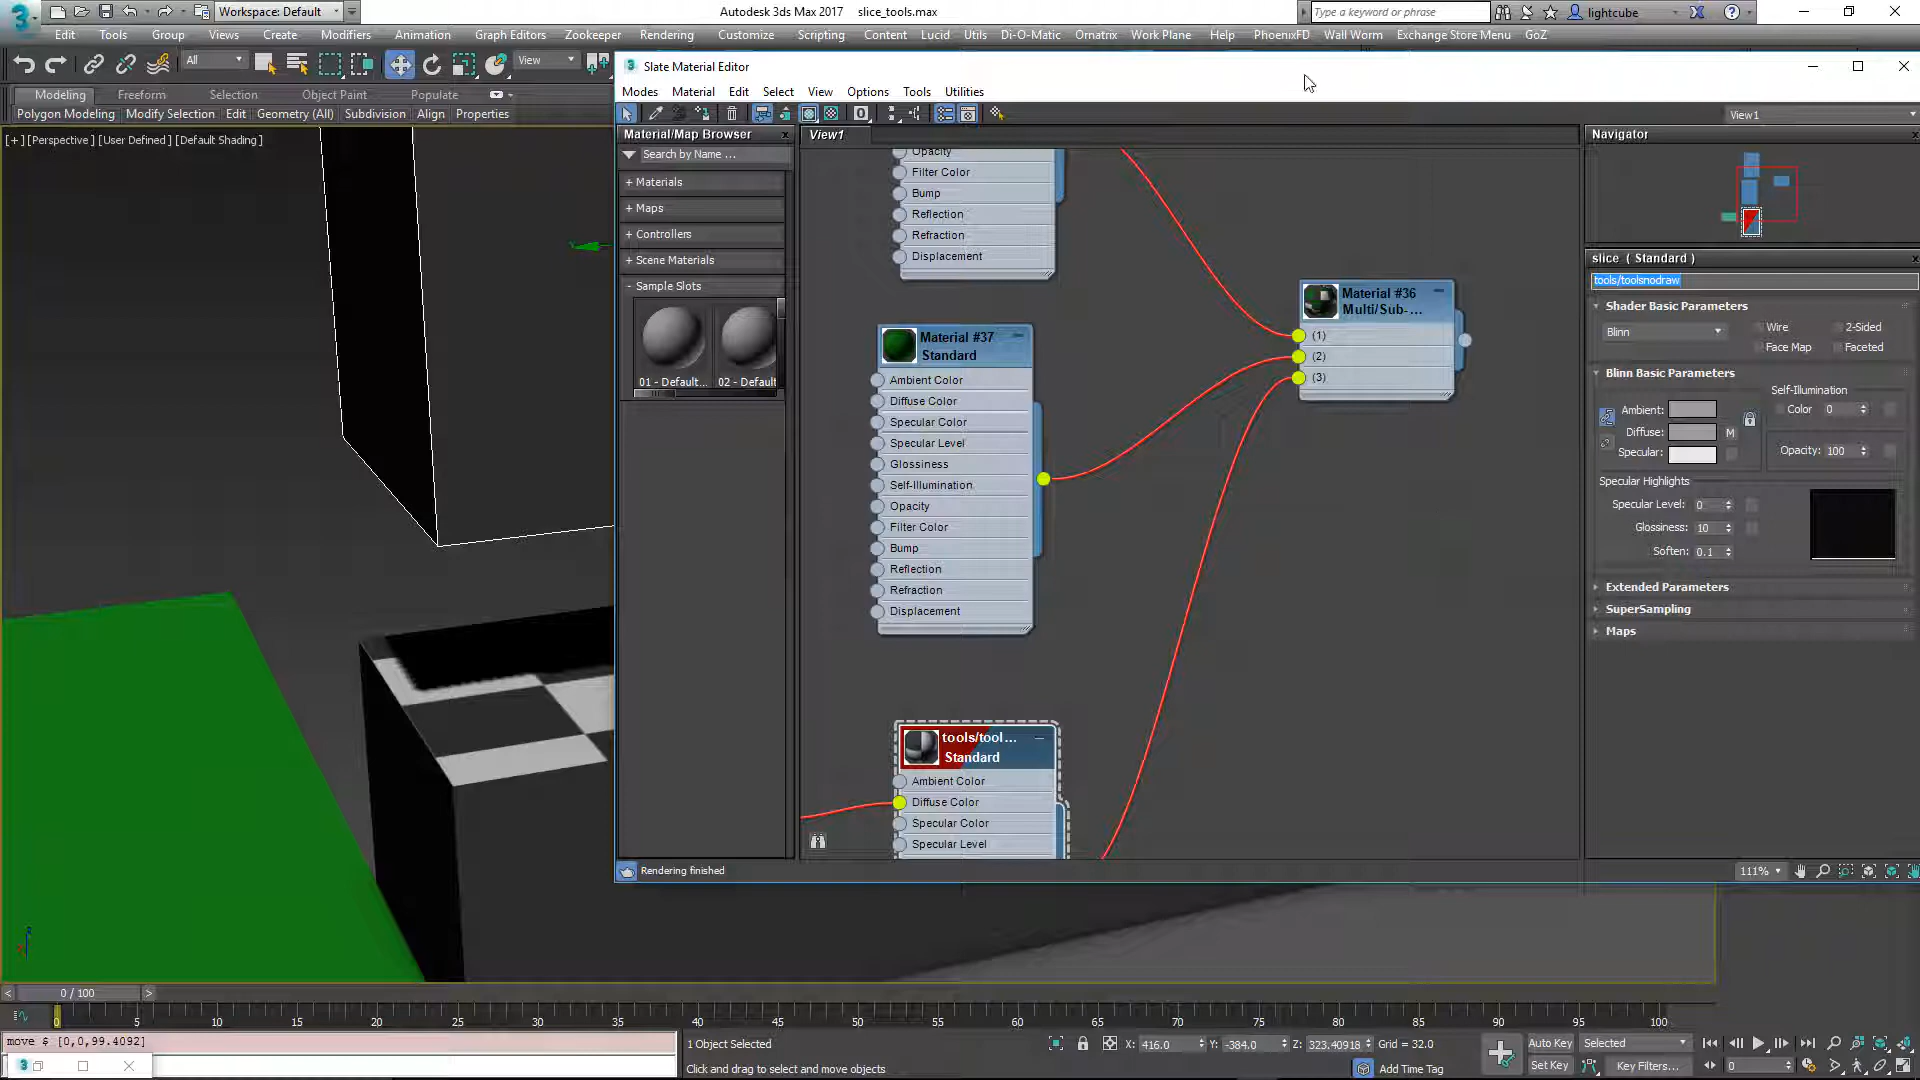 Workspace: Default
Autodesk 3ds Max 2017 slice_tools.max
Type a keyword or phrase
lightcube
Edit Tools Group Views Create Modifiers Animation Graph Editors Zookeeper Rendering Customize Scripting Content Lucid Utils Di-O-Matic Ornatrix Work Plane Help PhoenixFD Wall Worm Exchange Store Menu GoZ
All
View
Slate Material Editor
Modes Material Edit Select View Options Tools Utilities
Modeling Freeform Selection Object Paint Populate
Polygon Modeling Modify Selection Edit Geometry (All) Subdivision Align Properties
View1
[+] [Perspective ] [User Defined ] [Default Shading ]
Material/Map Browser
Search by Name ...
+ Materials
+ Maps
+ Controllers
+ Scene Materials
- Sample Slots
01 - Default... 02 - Default
View1
Opacity
Filter Color
Bump
Reflection
Refraction
Displacement
Material #37
Standard
Ambient Color
Diffuse Color
Specular Color
Specular Level
Glossiness
Self-Illumination
Opacity
Filter Color
Bump
Reflection
Refraction
Displacement
Material #36
Multi/Sub-...
(1)
(2)
(3)
tools/tool...
Standard
Ambient Color
Diffuse Color
Specular Color
Specular Level
Navigator
slice ( Standard )
tools/toolsnodraw
Shader Basic Parameters
Blinn
Wire 2-Sided
Face Map Faceted
Blinn Basic Parameters
Self-Illumination
Ambient: Color 0
Diffuse: M
Specular: Opacity: 100
Specular Highlights
Specular Level: 0
Glossiness: 10
Soften: 0.1
Extended Parameters
SuperSampling
Maps
Rendering finished
111%
0 / 100
0 5 10 15 20 25 30 35 40 45 50 55 60 65 70 75 80 85 90 95 100
move $ [0,0,99.4092]
1 Object Selected
X: 416.0 Y: -384.0 Z: 323.40918 Grid = 32.0
Auto Key Selected
Click and drag to select and move objects
Add Time Tag
Set Key Key Filters...
0